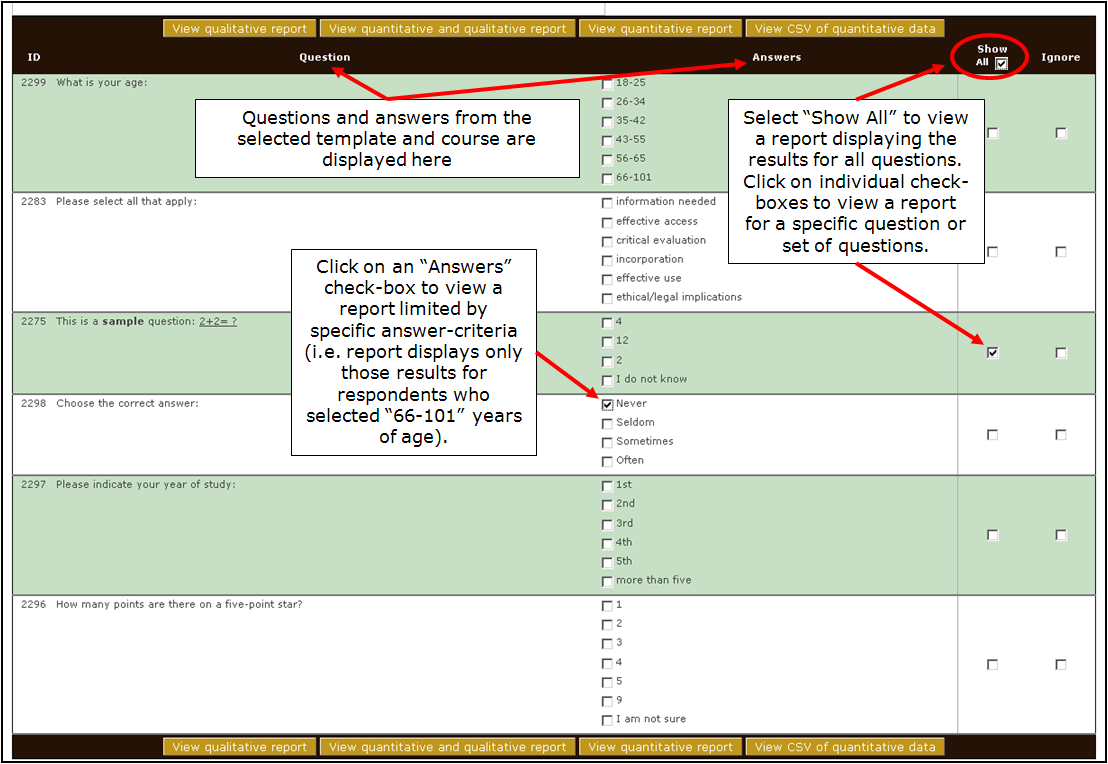 View qualitative report View quantitative and qualitative report View quantitative report View CSV of quantitative data
ID Question Answers Show All Ignore
2299 What is your age:
18-25
26-34
35-42
43-55
56-65
66-101
Questions and answers from the
selected template and course are
displayed here
Select “Show All” to view
a report displaying the
results for all questions.
Click on individual check-
boxes to view a report
for a specific question or
set of questions.
2283 Please select all that apply:
information needed
effective access
critical evaluation
incorporation
effective use
ethical/legal implications
Click on an “Answers”
check-box to view a
report limited by
specific answer-criteria
(i.e. report displays only
those results for
respondents who
selected “66-101” years
of age).
2275 This is a sample question: 2+2= ?
4
12
2
I do not know
2298 Choose the correct answer:
Never
Seldom
Sometimes
Often
2297 Please indicate your year of study:
1st
2nd
3rd
4th
5th
more than five
2296 How many points are there on a five-point star?
1
2
3
4
5
9
I am not sure
View qualitative report View quantitative and qualitative report View quantitative report View CSV of quantitative data